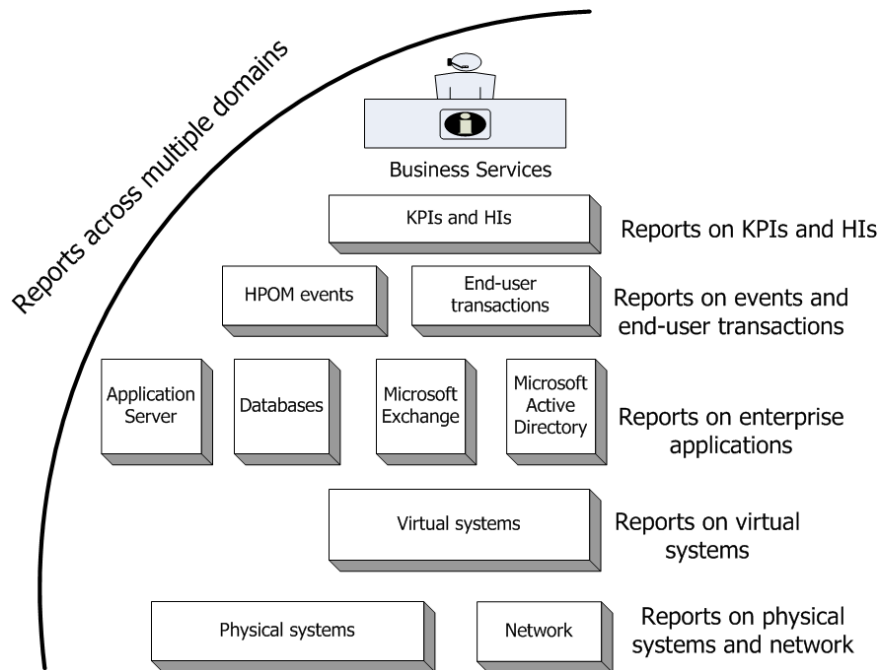 Reports across multiple domains
Business Services
KPIs and HIs
Reports on KPIs and HIs
HPOM events
End-user
transactions
Reports on events and
end-user transactions
Application
Server
Databases
Microsoft
Exchange
Microsoft
Active
Directory
Reports on enterprise
applications
Virtual systems
Reports on virtual
systems
Physical systems
Network
Reports on physical
systems and network